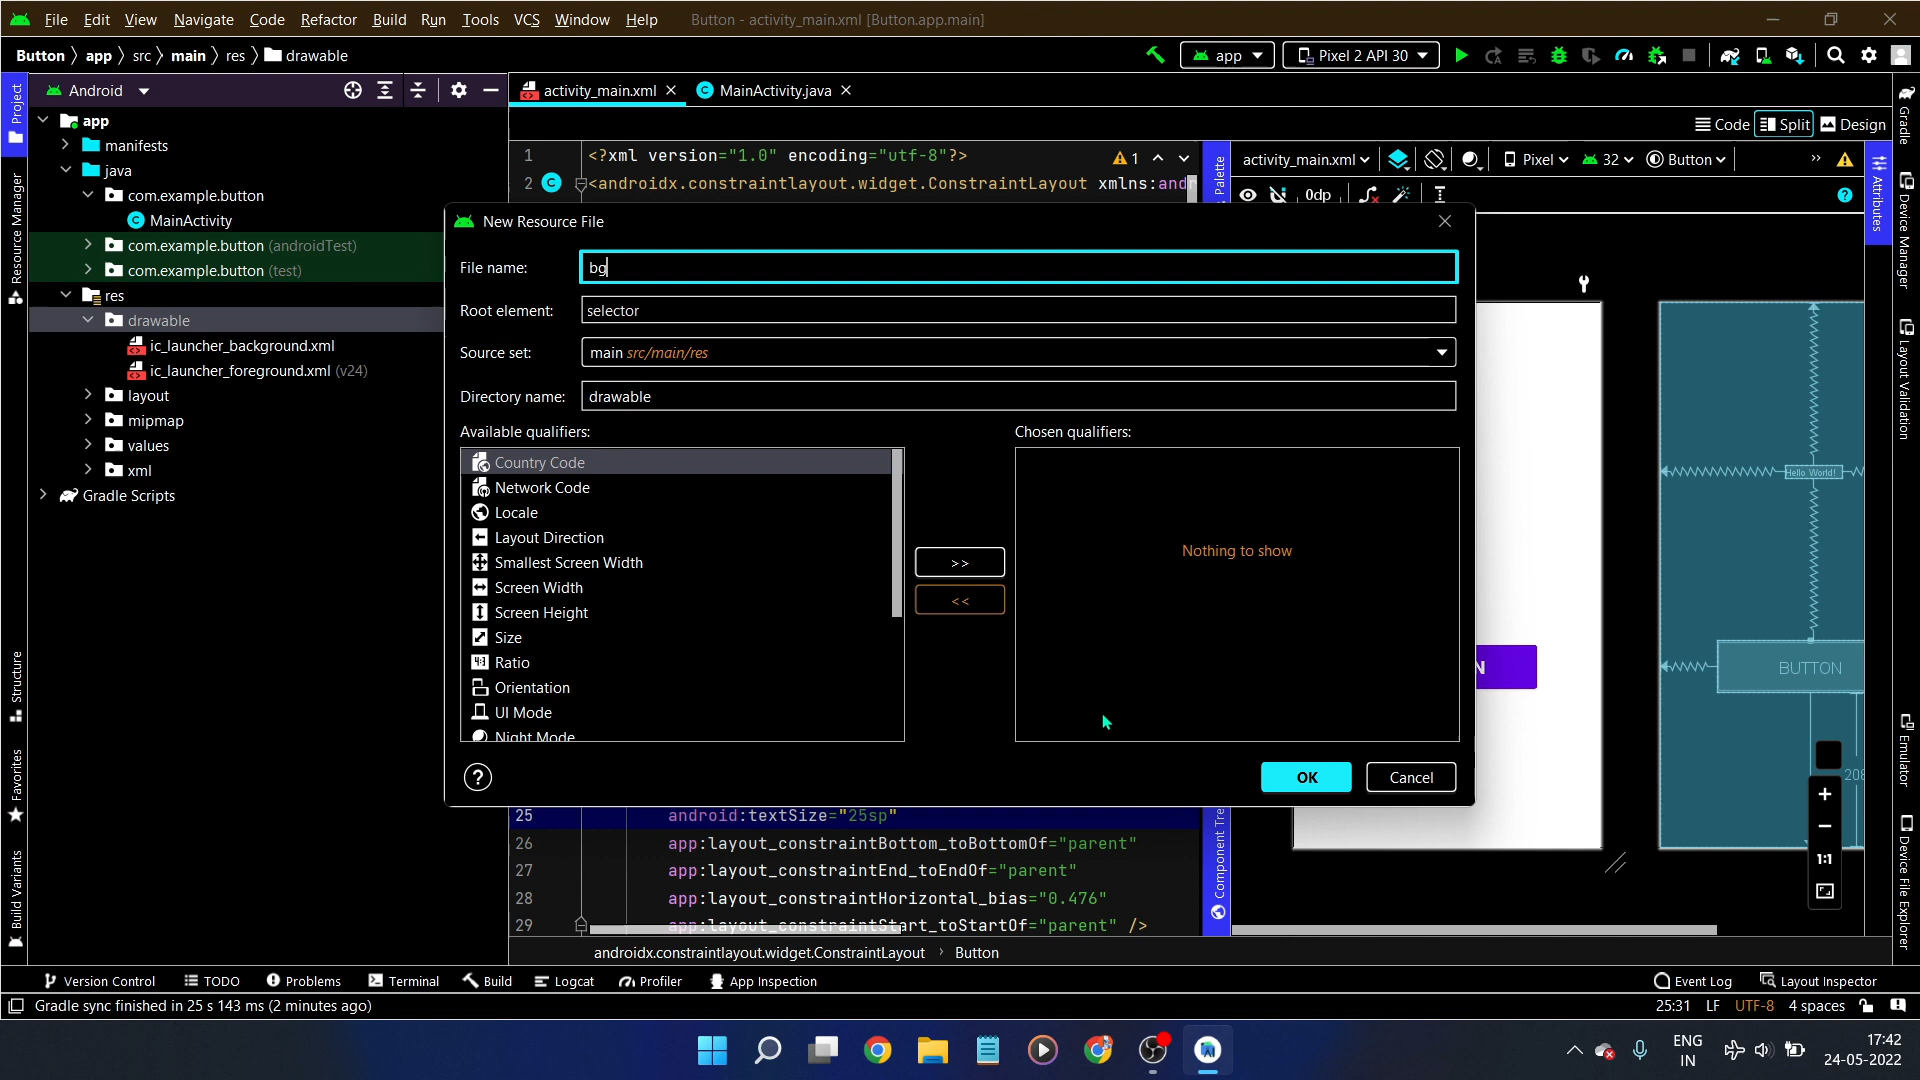 File Edit View Navigate Code Refactor Build Run Tools VCS Window Help Button - activity_main.xml [Button.app.main]
Button app src main res drawable
app Pixel 2 API 30
Project
Android
activity_main.xml MainActivity.java
Code Split Design
app
manifests
java
com.example.button
MainActivity
com.example.button (androidTest)
com.example.button (test)
res
drawable
ic_launcher_background.xml
ic_launcher_foreground.xml (v24)
layout
mipmap
values
xml
Gradle Scripts
1 <?xml version="1.0" encoding="utf-8"?> 1
2 <androidx.constraintlayout.widget.ConstraintLayout xmlns:andr
Palette
activity_main.xml Pixel 32 Button
0dp
New Resource File
File name: bg
Root element: selector
Source set: main src/main/res
Directory name: drawable
Available qualifiers:
Country Code
Network Code
Locale
Layout Direction
Smallest Screen Width
Screen Width
Screen Height
Size
Ratio
Orientation
UI Mode
Night Mode
>>
<<
Chosen qualifiers:
Nothing to show
? OK Cancel
N
Hello World!
BUTTON
208
1:1
25 android:textSize="25sp"
26 app:layout_constraintBottom_toBottomOf="parent"
27 app:layout_constraintEnd_toEndOf="parent"
28 app:layout_constraintHorizontal_bias="0.476"
29 app:layout_constraintStart_toStartOf="parent" />
Component Tree
androidx.constraintlayout.widget.ConstraintLayout › Button
Resource Manager
Structure
Favorites
Build Variants
Gradle
Attributes
Device Manager
Layout Validation
Emulator
Device File Explorer
Version Control TODO Problems Terminal Build Logcat Profiler App Inspection Event Log Layout Inspector
Gradle sync finished in 25 s 143 ms (2 minutes ago) 25:31 LF UTF-8 4 spaces
ENG
IN
17:42
24-05-2022